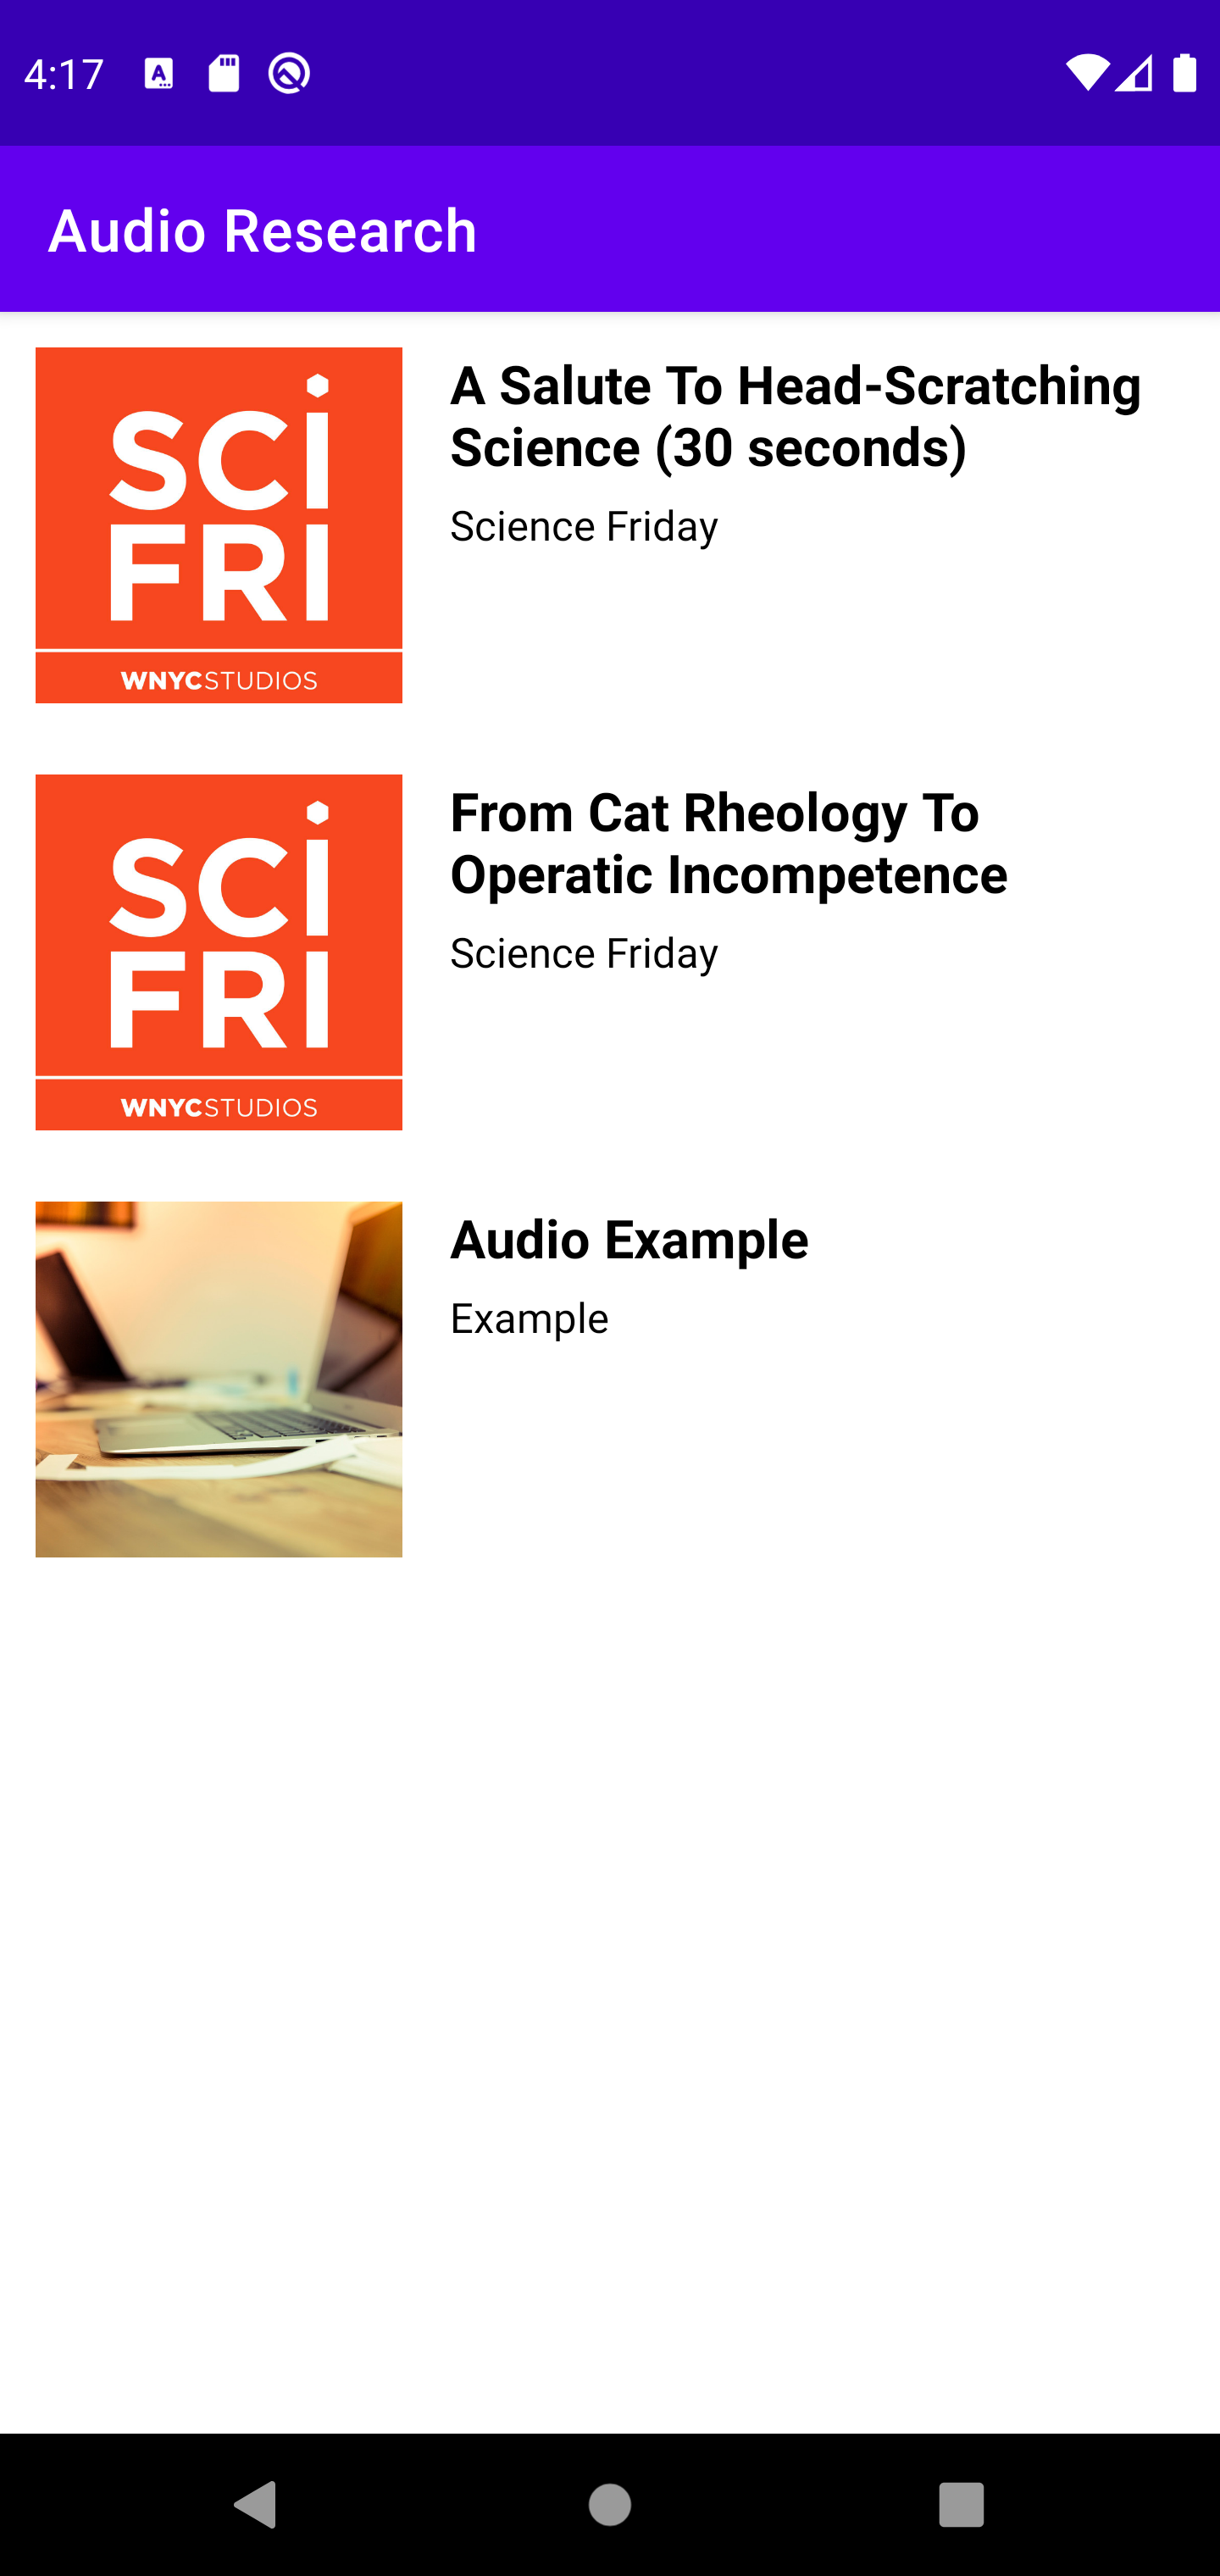 4:17
Audio Research
SCI
FRI
WNYCSTUDIOS
A Salute To Head-Scratching
Science (30 seconds)
Science Friday
SCI
FRI
WNYCSTUDIOS
From Cat Rheology To
Operatic Incompetence
Science Friday
Audio Example
Example